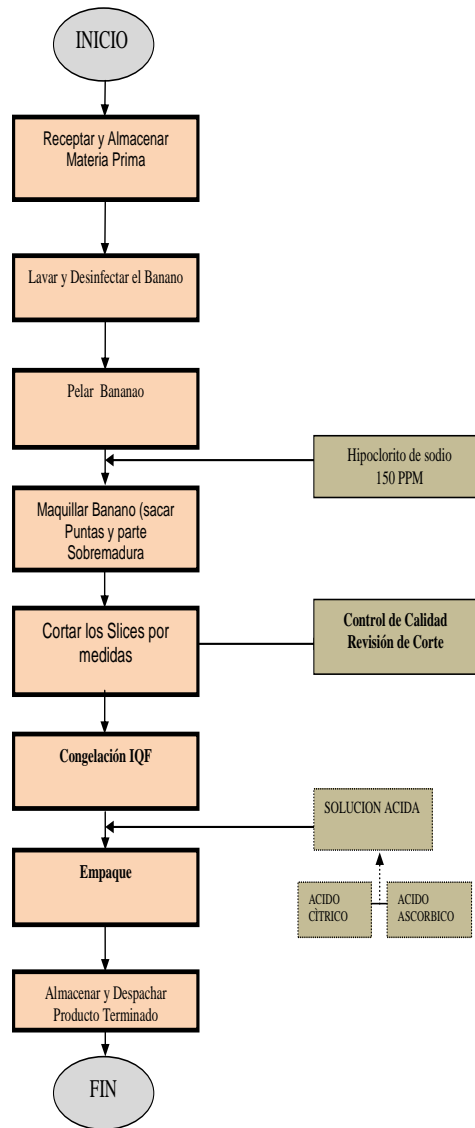 INICIO
Receptar y Almacenar
Materia Prima
Lavar y Desinfectar el Banano
Pelar Bananao
Hipoclorito de sodio
150 PPM
Maquillar Banano (sacar
Puntas y parte
Sobremadura
Cortar los Slices por
medidas
Control de Calidad
Revisión de Corte
Congelación IQF
SOLUCION ACIDA
Empaque
ACIDO
CÌTRICO
ACIDO
ASCORBICO
Almacenar y Despachar
Producto Terminado
FIN